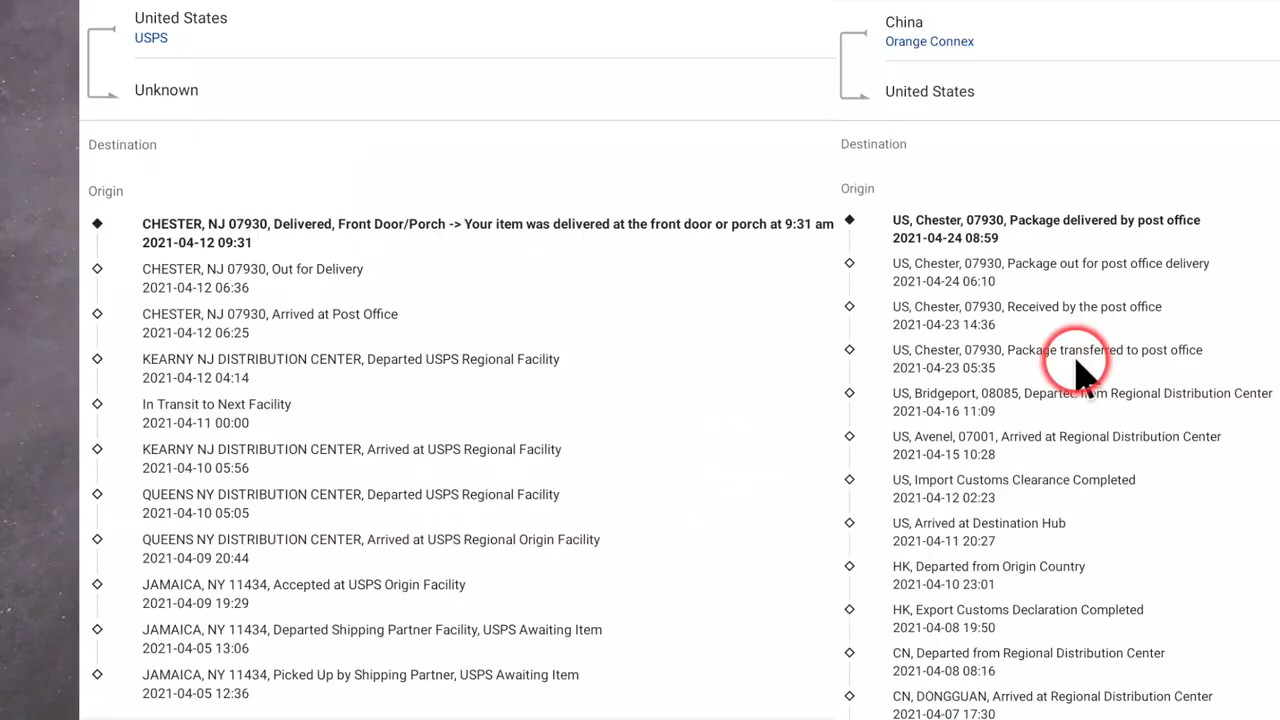 United States
USPS
Unknown
Destination
Origin
CHESTER, NJ 07930, Delivered, Front Door/Porch -> Your item was delivered at the front door or porch at 9:31 am
2021-04-12 09:31
CHESTER, NJ 07930, Out for Delivery
2021-04-12 06:36
CHESTER, NJ 07930, Arrived at Post Office
2021-04-12 06:25
KEARNY NJ DISTRIBUTION CENTER, Departed USPS Regional Facility
2021-04-12 04:14
In Transit to Next Facility
2021-04-11 00:00
KEARNY NJ DISTRIBUTION CENTER, Arrived at USPS Regional Facility
2021-04-10 05:56
QUEENS NY DISTRIBUTION CENTER, Departed USPS Regional Facility
2021-04-10 05:05
QUEENS NY DISTRIBUTION CENTER, Arrived at USPS Regional Origin Facility
2021-04-09 20:44
JAMAICA, NY 11434, Accepted at USPS Origin Facility
2021-04-09 19:29
JAMAICA, NY 11434, Departed Shipping Partner Facility, USPS Awaiting Item
2021-04-05 13:06
JAMAICA, NY 11434, Picked Up by Shipping Partner, USPS Awaiting Item
2021-04-05 12:36
China
Orange Connex
United States
Destination
Origin
US, Chester, 07930, Package delivered by post office
2021-04-24 08:59
US, Chester, 07930, Package out for post office delivery
2021-04-24 06:10
US, Chester, 07930, Received by the post office
2021-04-23 14:36
US, Chester, 07930, Package transferred to post office
2021-04-23 05:35
US, Bridgeport, 08085, Departed from Regional Distribution Center
2021-04-16 11:09
US, Avenel, 07001, Arrived at Regional Distribution Center
2021-04-15 10:28
US, Import Customs Clearance Completed
2021-04-12 02:23
US, Arrived at Destination Hub
2021-04-11 20:27
HK, Departed from Origin Country
2021-04-10 23:01
HK, Export Customs Declaration Completed
2021-04-08 19:50
CN, Departed from Regional Distribution Center
2021-04-08 08:16
CN, DONGGUAN, Arrived at Regional Distribution Center
2021-04-07 17:30